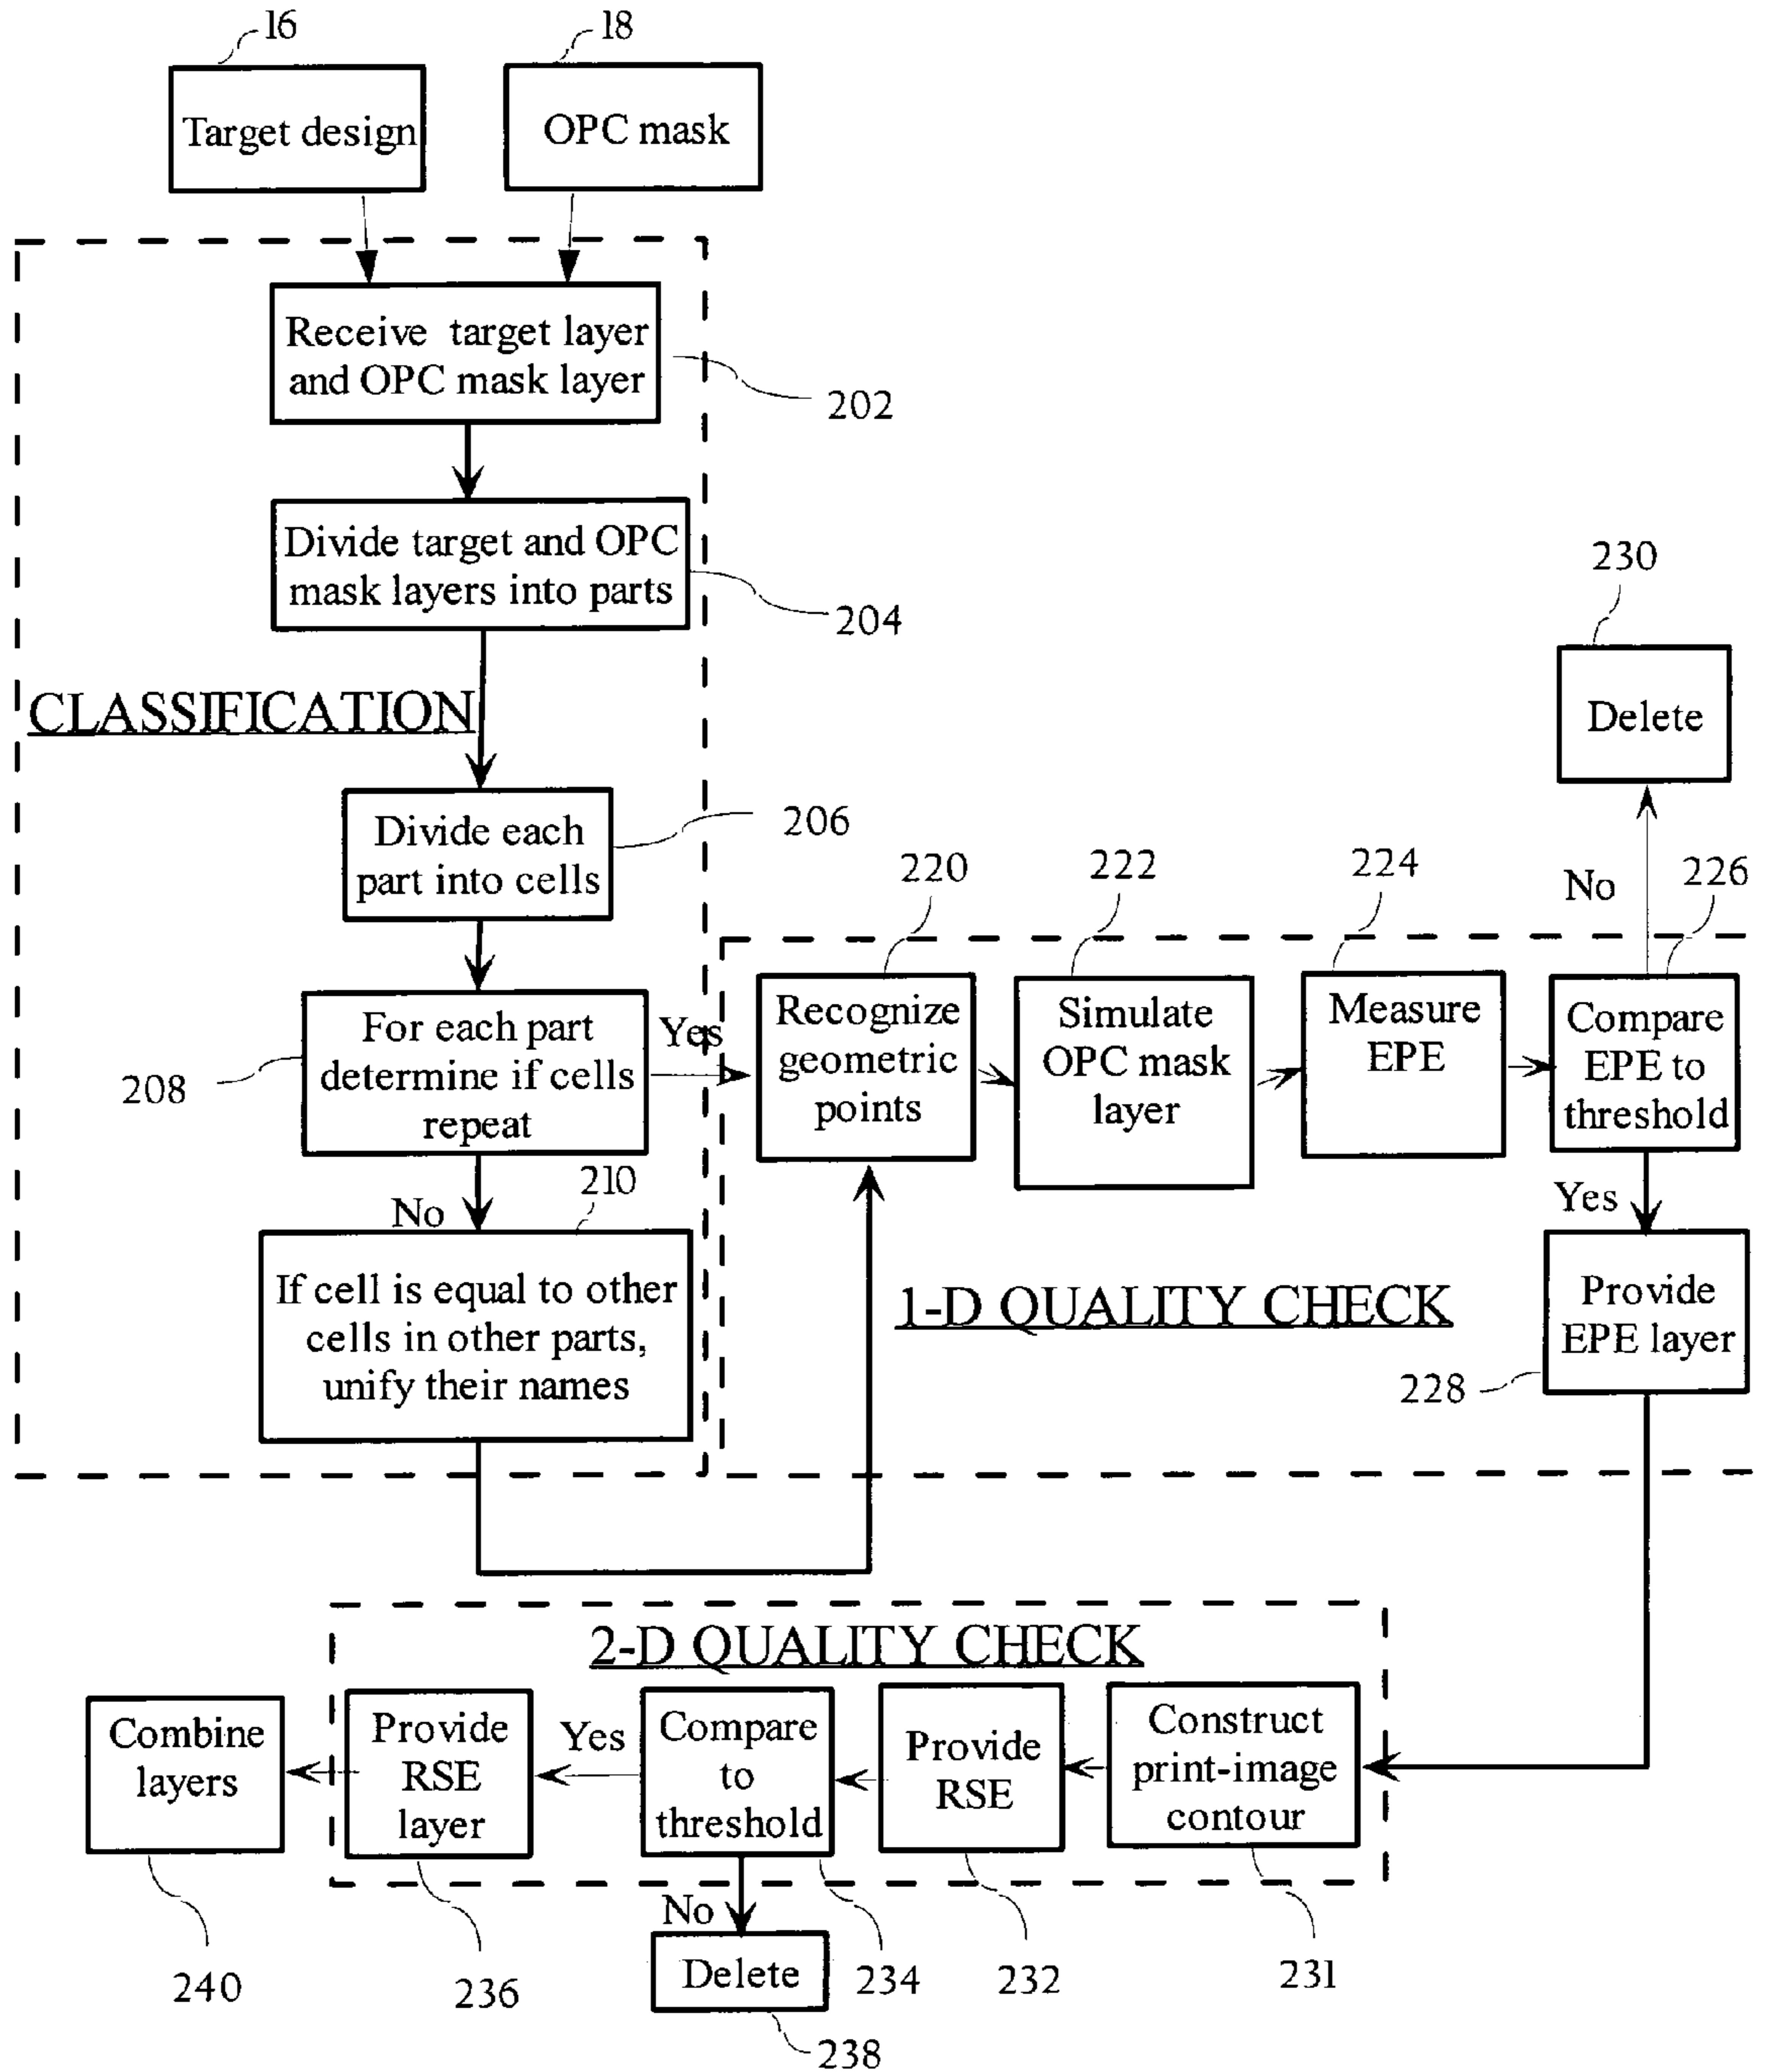 16
18
Target design
OPC mask
Receive target layer
and OPC mask layer
202
Divide target and OPC
mask layers into parts
204
230
Delete
CLASSIFICATION
Divide each
part into cells
206
220
222
224
No
226
For each part
determine if cells
repeat
208
Yes
Recognize
geometric
points
Simulate
OPC mask
layer
Measure
EPE
Compare
EPE to
threshold
No
210
Yes
If cell is equal to other
cells in other parts,
unify their names
1-D QUALITY CHECK
Provide
EPE layer
228
2-D QUALITY CHECK
Combine
layers
Provide
RSE
layer
Yes
Compare
to
threshold
Provide
RSE
Construct
print-image
contour
No
Delete
240
236
234
232
231
238